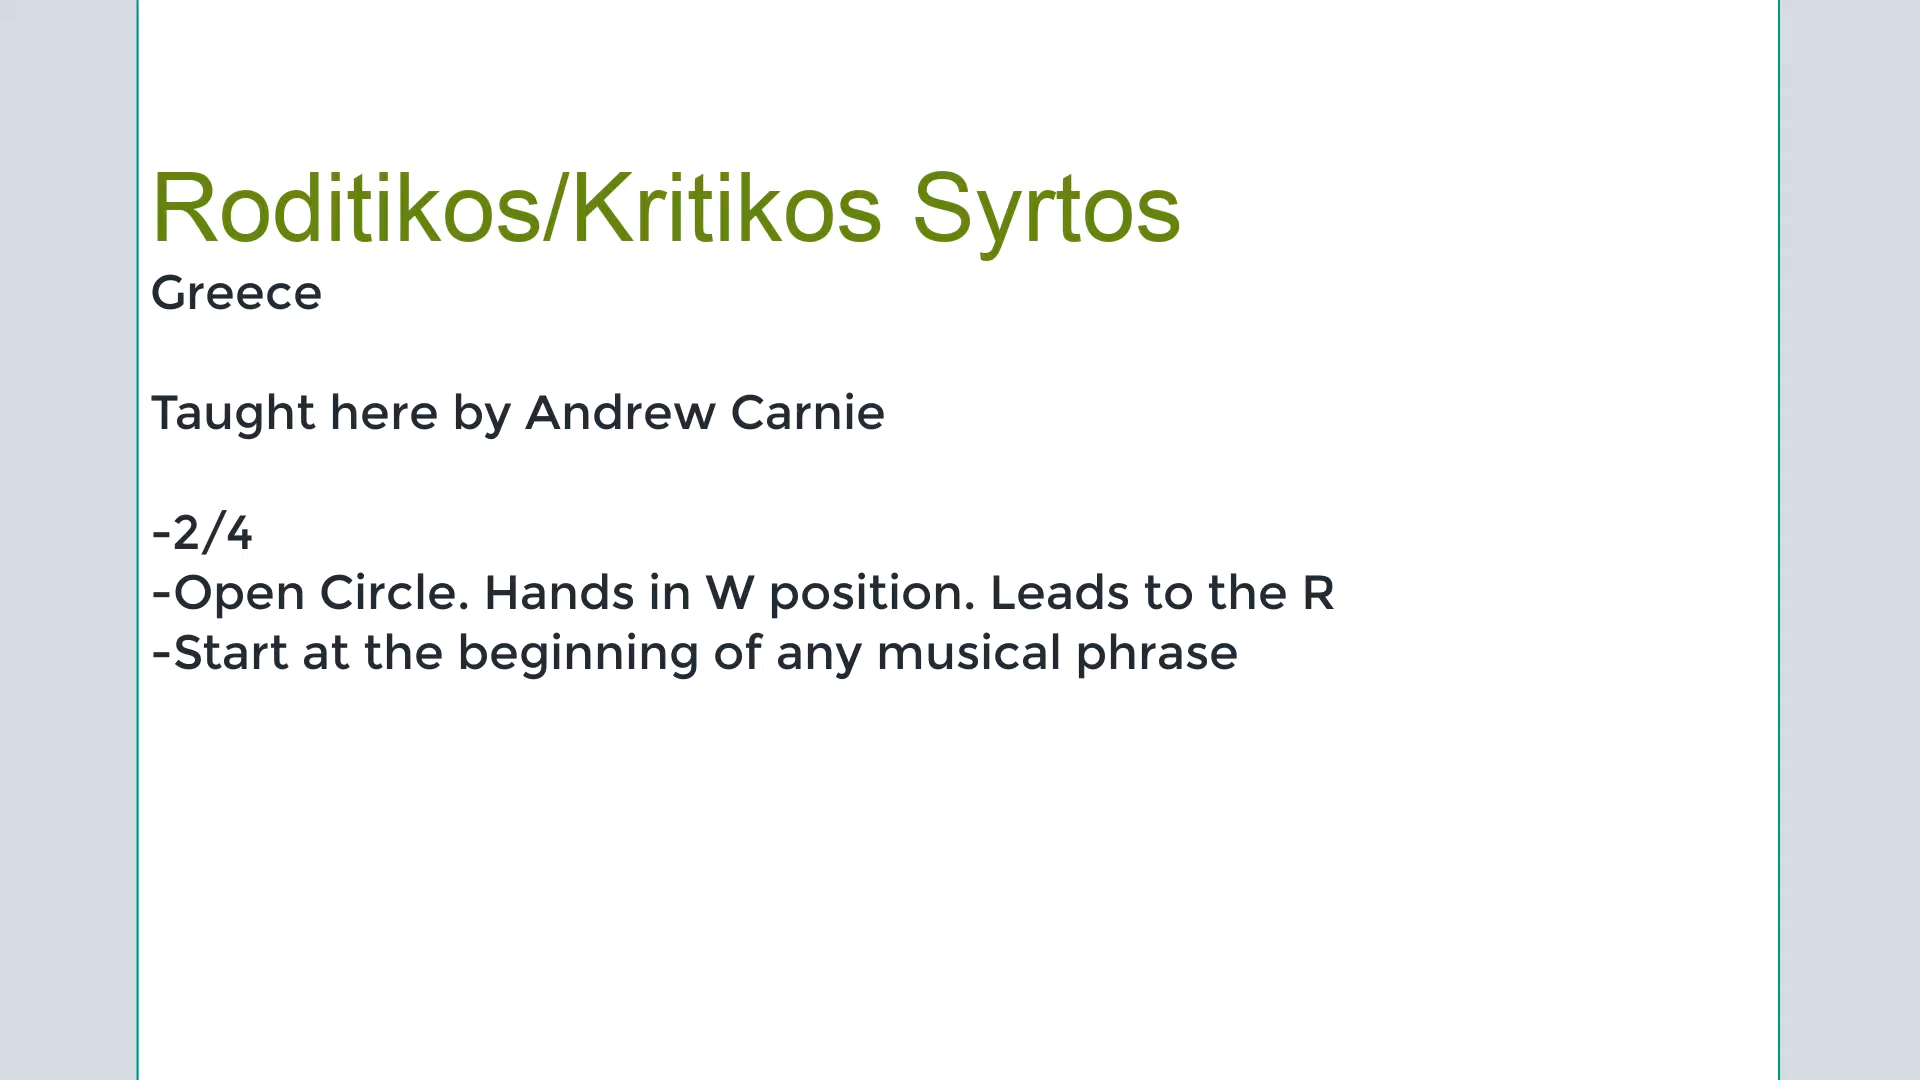 Roditikos/Kritikos Syrtos
Greece
Taught here by Andrew Carnie
-2/4
-Open Circle. Hands in W position. Leads to the R
-Start at the beginning of any musical phrase